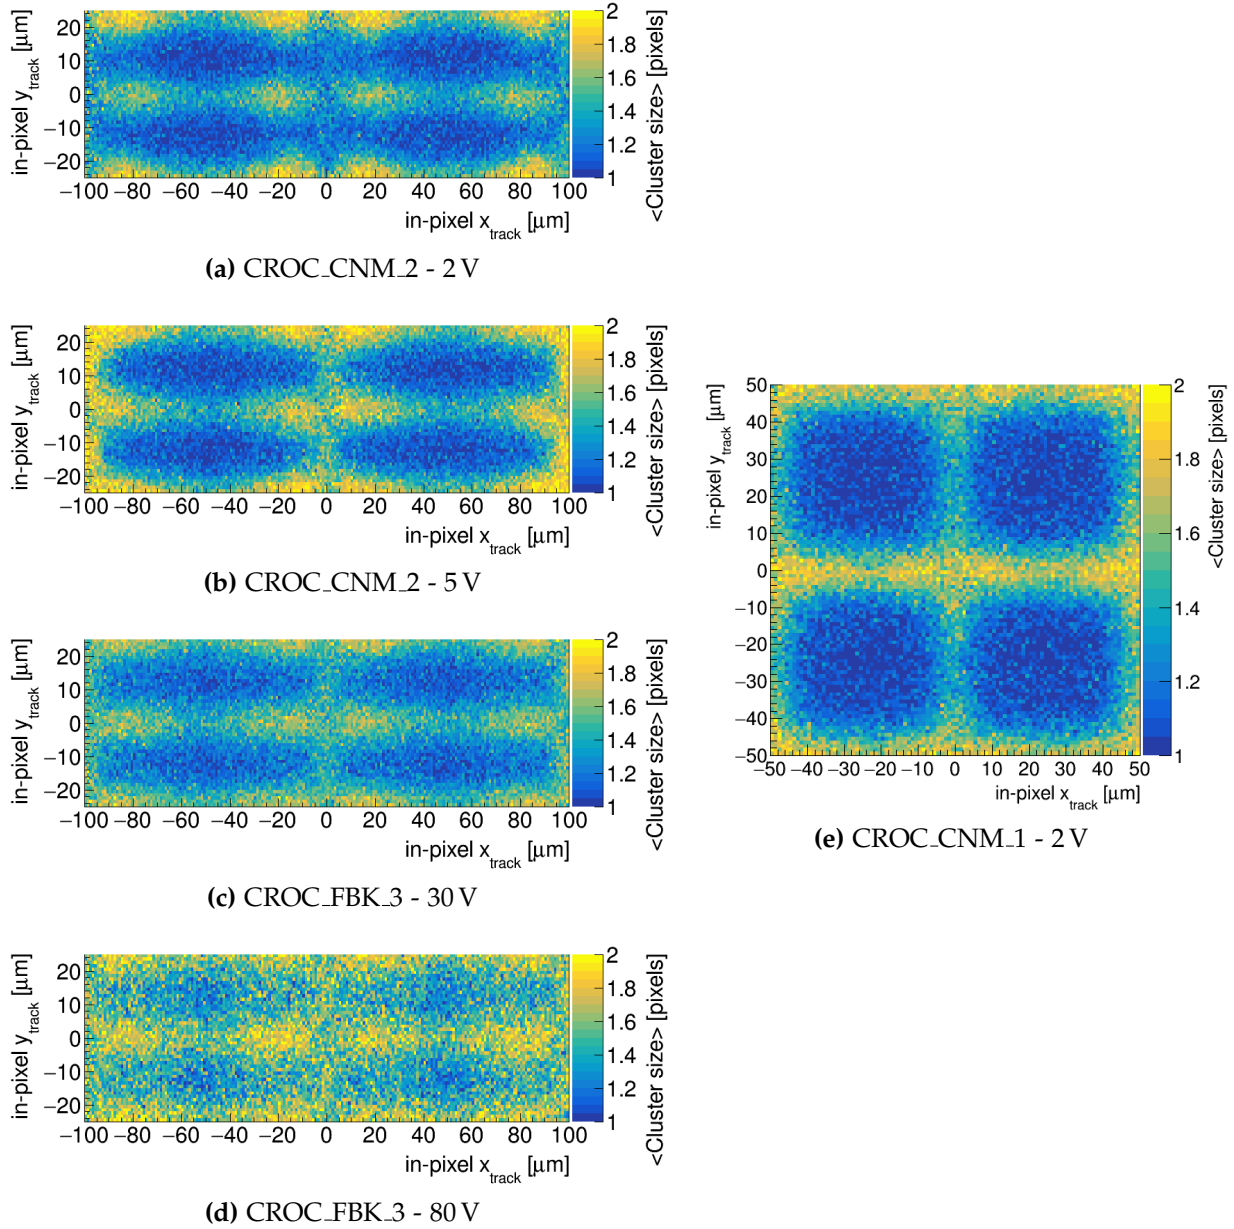 in-pixel y_track [μm]
20
10
0
−10
−20
−100 −80 −60 −40 −20 0 20 40 60 80 100
in-pixel x_track [μm]
2
1.8
1.6
1.4
1.2
1
<Cluster size> [pixels]
(a) CROC_CNM_2 - 2 V
in-pixel y_track [μm]
20
10
0
−10
−20
−100 −80 −60 −40 −20 0 20 40 60 80 100
in-pixel x_track [μm]
2
1.8
1.6
1.4
1.2
1
<Cluster size> [pixels]
(b) CROC_CNM_2 - 5 V
in-pixel y_track [μm]
20
10
0
−10
−20
−100 −80 −60 −40 −20 0 20 40 60 80 100
in-pixel x_track [μm]
2
1.8
1.6
1.4
1.2
1
<Cluster size> [pixels]
(c) CROC_FBK_3 - 30 V
in-pixel y_track [μm]
20
10
0
−10
−20
−100 −80 −60 −40 −20 0 20 40 60 80 100
in-pixel x_track [μm]
2
1.8
1.6
1.4
1.2
1
<Cluster size> [pixels]
(d) CROC_FBK_3 - 80 V
in-pixel y_track [μm]
50
40
30
20
10
0
−10
−20
−30
−40
−50
−50 −40 −30 −20 −10 0 10 20 30 40 50
in-pixel x_track [μm]
2
1.8
1.6
1.4
1.2
1
<Cluster size> [pixels]
(e) CROC_CNM_1 - 2 V